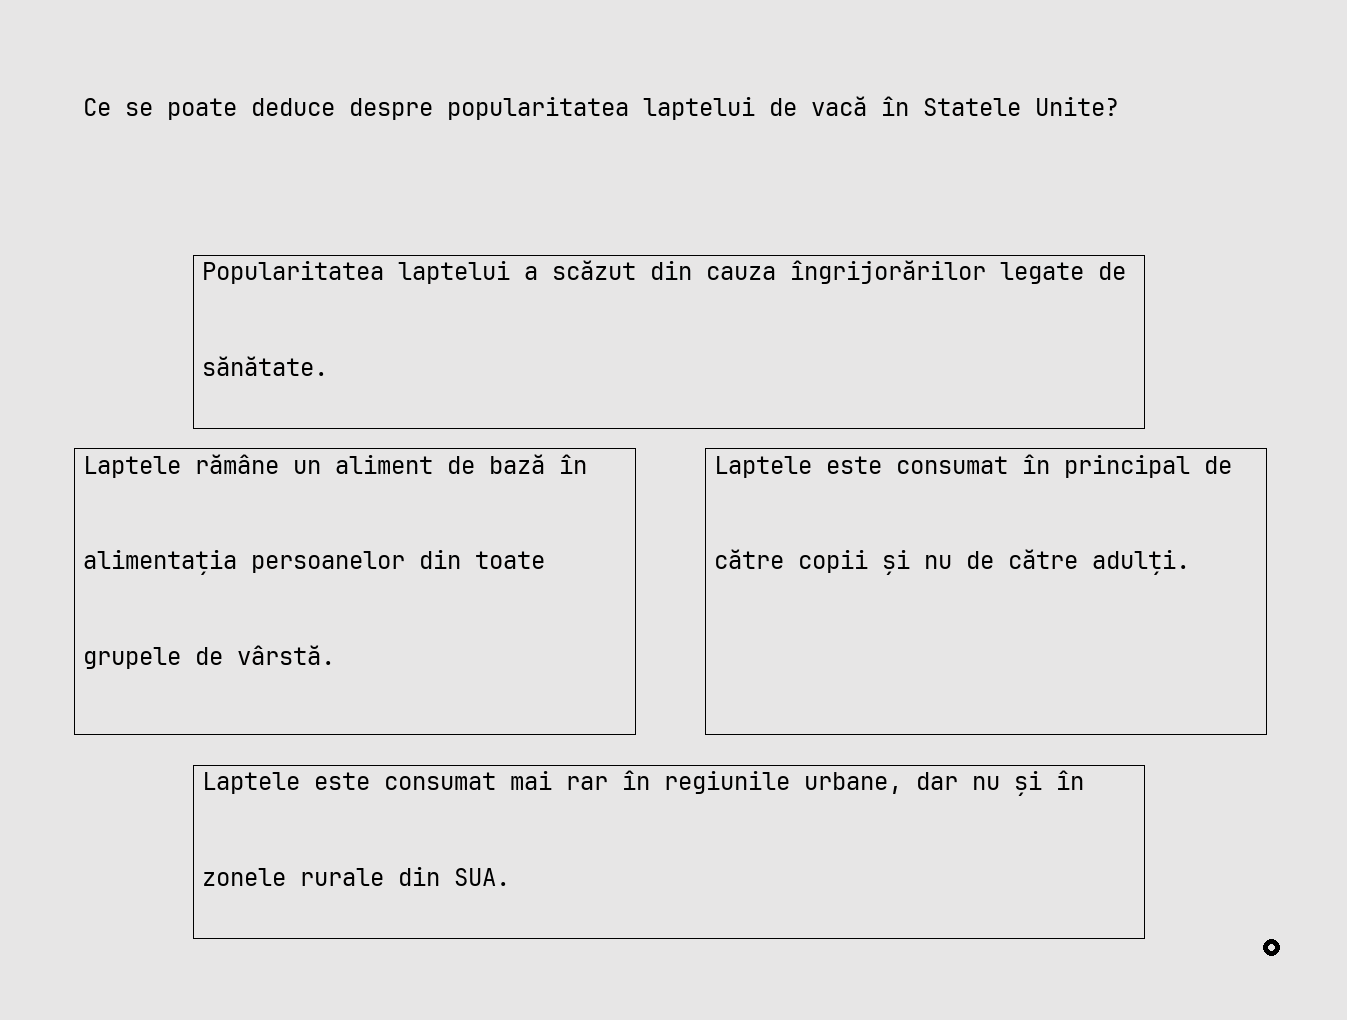 Ce se poate deduce despre popularitatea laptelui de vacă în Statele Unite?
Popularitatea laptelui a scăzut din cauza îngrijorărilor legate de
sănătate.
Laptele rămâne un aliment de bază în
alimentația persoanelor din toate
grupele de vârstă.
Laptele este consumat în principal de
către copii și nu de către adulți.
Laptele este consumat mai rar în regiunile urbane, dar nu și în
zonele rurale din SUA.